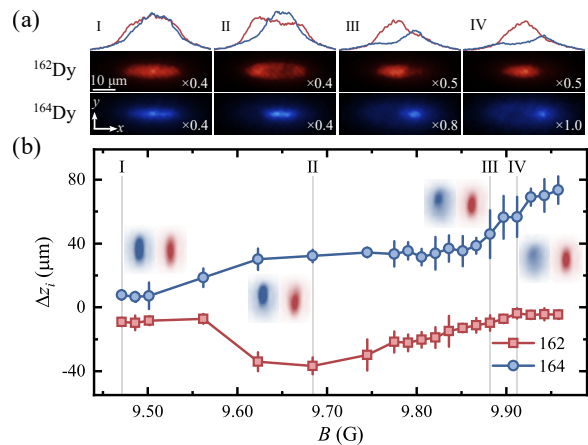 (a)
I II III IV
¹⁶²Dy
10 μm ×0.4 ×0.4 ×0.5 ×0.5
¹⁶⁴Dy
y
x ×0.4 ×0.4 ×0.8 ×1.0
(b)
I II III IV
80
40
0
-40
Δzᵢ (μm)
162
164
9.50 9.60 9.70 9.80 9.90
B (G)